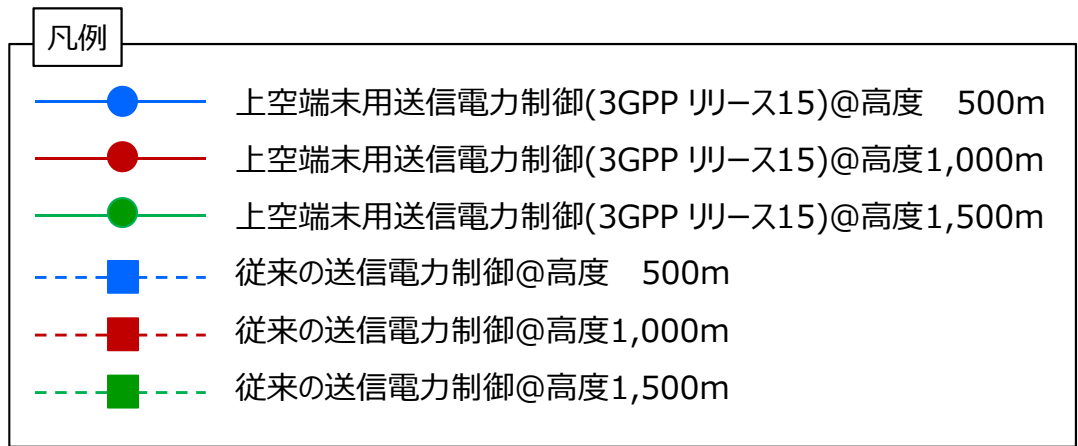 凡例
上空端末用送信電力制御(3GPP リリース15)@高度　500m
上空端末用送信電力制御(3GPP リリース15)@高度1,000m
上空端末用送信電力制御(3GPP リリース15)@高度1,500m
従来の送信電力制御@高度　500m
従来の送信電力制御@高度1,000m
従来の送信電力制御@高度1,500m